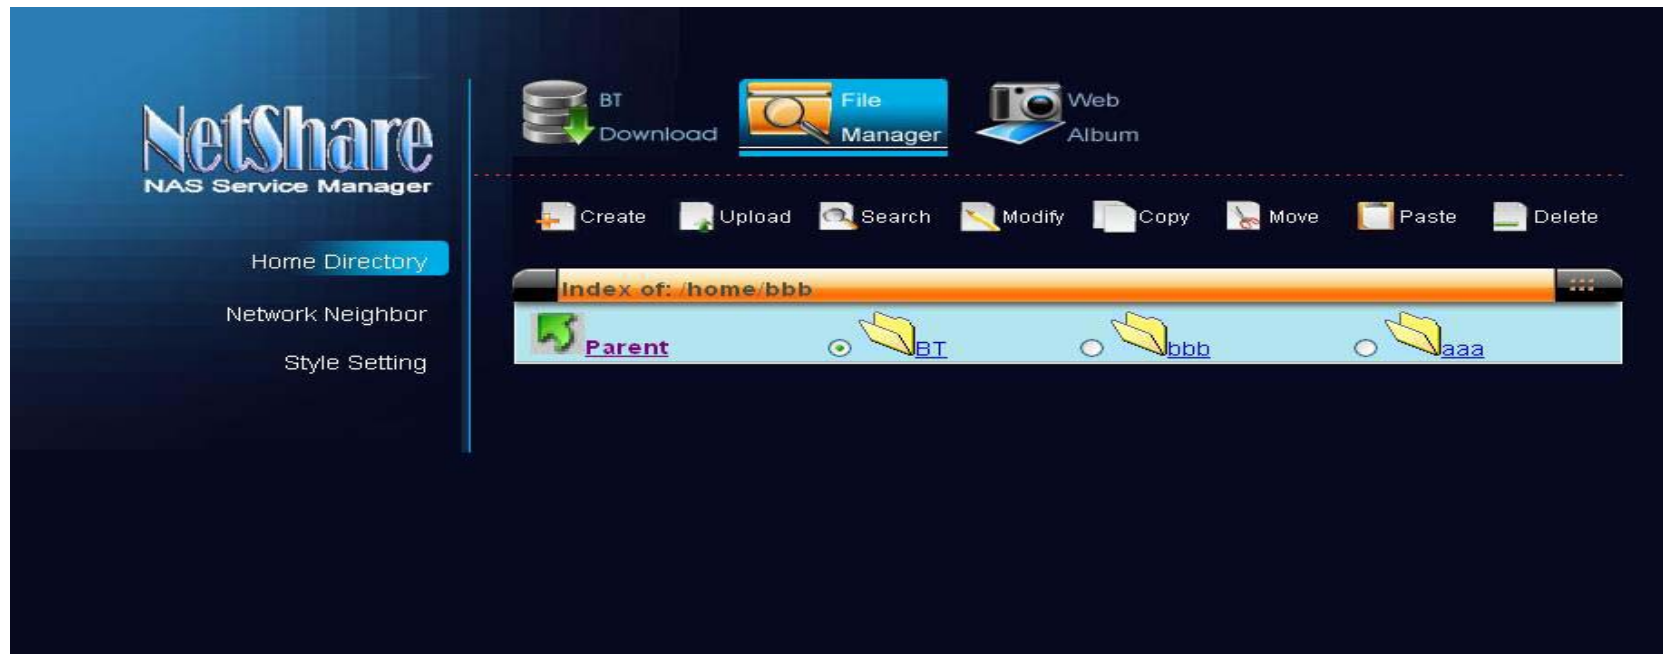 NetShare
NAS Service Manager
Home Directory
Network Neighbor
Style Setting
BT
Download
File
Manager
Web
Album
Create Upload Search Modify Copy Move Paste Delete
Index of: /home/bbb
Parent BT bbb aaa